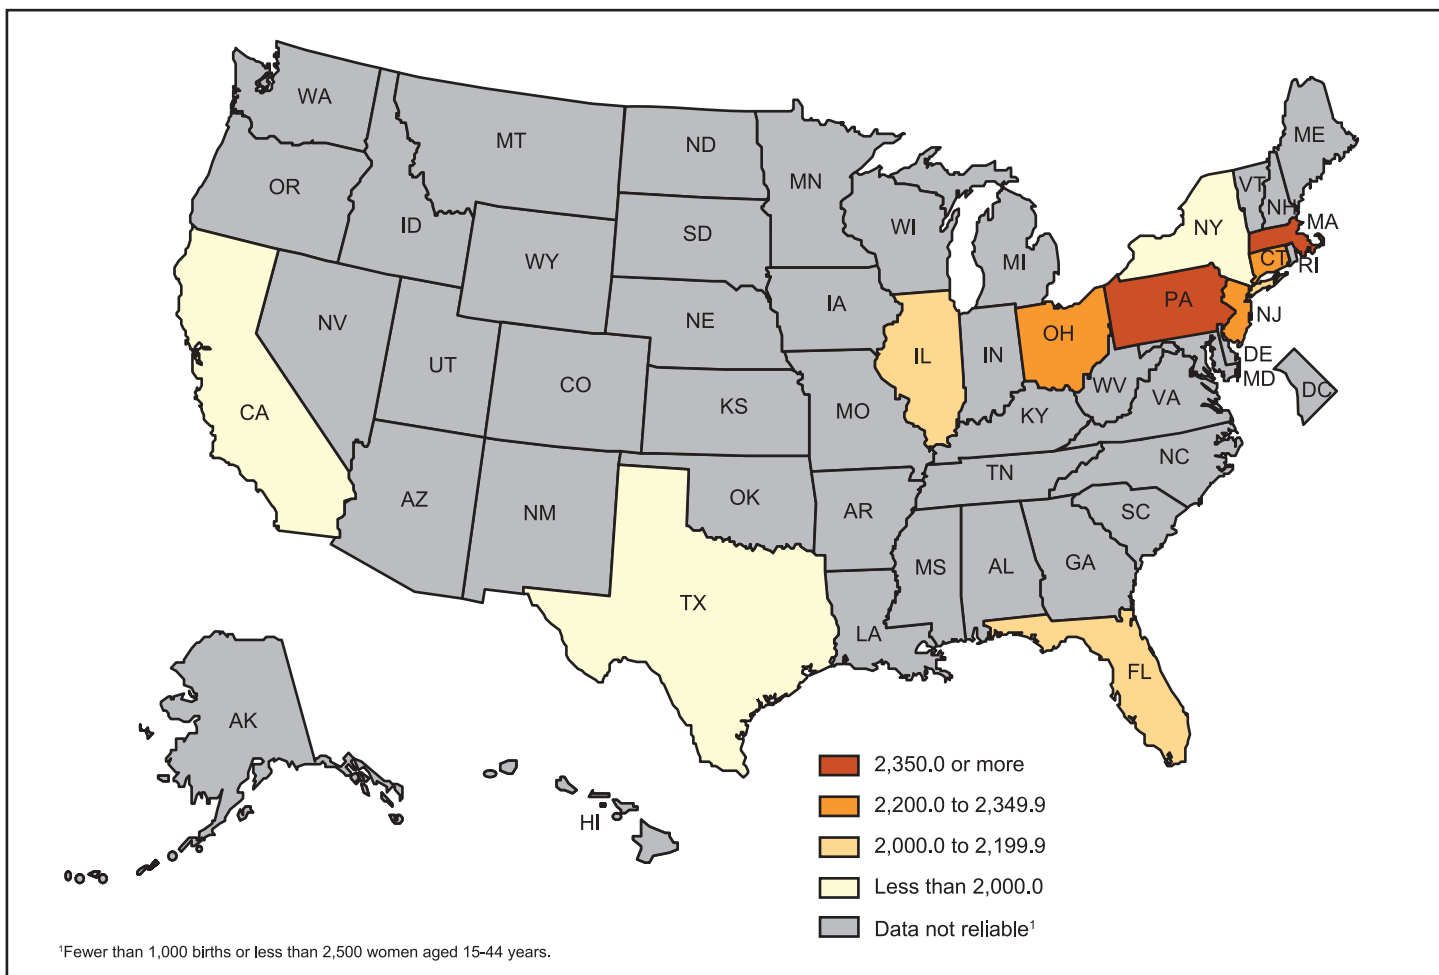 WA
MT
ND
MN
ME
OR
ID
SD
WI
VT
NH
NY
MA
WY
MI
CT
RI
IA
PA
NV
NE
NJ
OH
UT
IL
IN
DE
CO
MD
WV
DC
CA
KS
MO
VA
KY
NC
TN
AZ
OK
NM
AR
SC
MS
AL
GA
TX
LA
FL
AK
HI
2,350.0 or more
2,200.0 to 2,349.9
2,000.0 to 2,199.9
Less than 2,000.0
Data not reliable¹
¹Fewer than 1,000 births or less than 2,500 women aged 15-44 years.